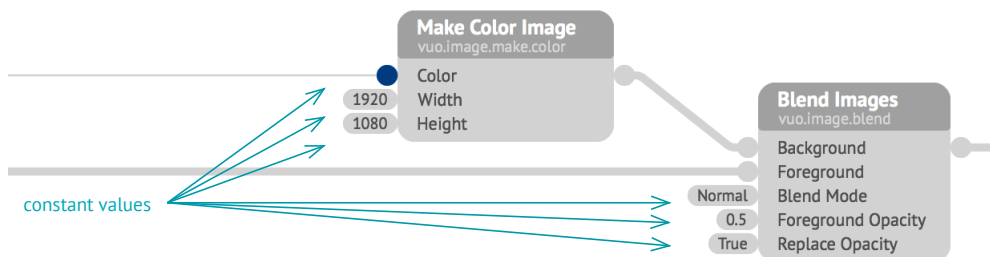 Make Color Image
vuo.image.make.color
Color
1920 Width
1080 Height
Blend Images
vuo.image.blend
Background
Foreground
Normal Blend Mode
0.5 Foreground Opacity
True Replace Opacity
constant values